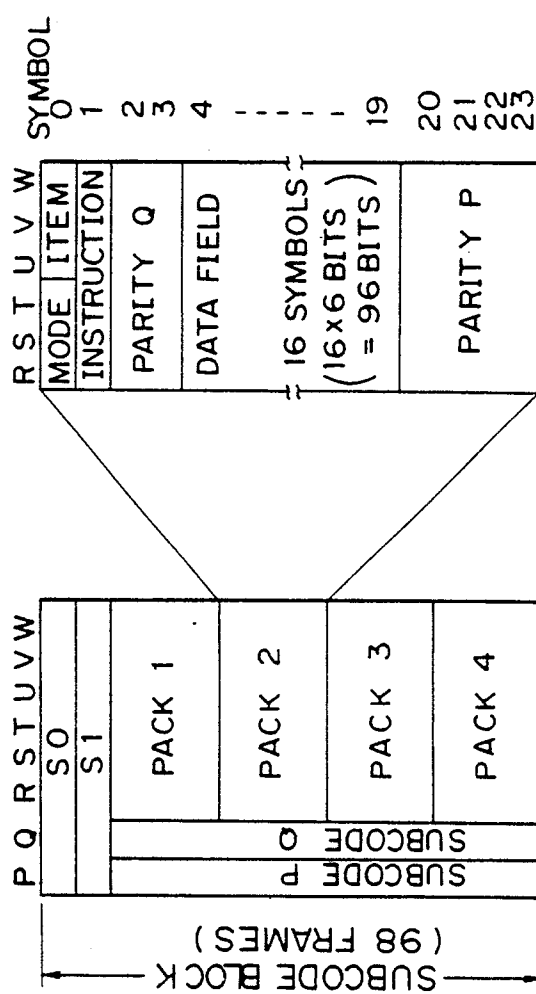 SUBCODE BLOCK
(98 FRAMES)
P Q R S T U V W
S0
S1
SUBCODE P
SUBCODE Q
PACK 1
PACK 2
PACK 3
PACK 4
R S T U V W
SYMBOL
MODE ITEM 0
INSTRUCTION 1
PARITY Q
2
3
DATA FIELD 4
16 SYMBOLS
(16×6 BITS
= 96 BITS)
19
PARITY P
20
21
22
23